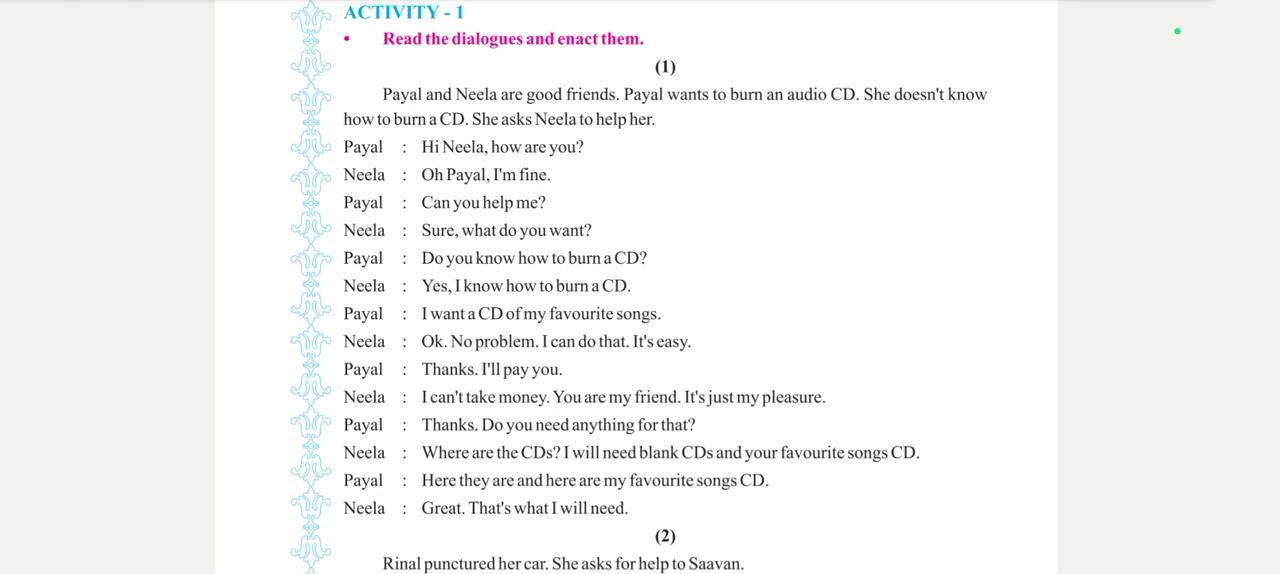 ACTIVITY - 1
• Read the dialogues and enact them.
(1)
Payal and Neela are good friends. Payal wants to burn an audio CD. She doesn't know
how to burn a CD. She asks Neela to help her.
Payal : Hi Neela, how are you?
Neela : Oh Payal, I'm fine.
Payal : Can you help me?
Neela : Sure, what do you want?
Payal : Do you know how to burn a CD?
Neela : Yes, I know how to burn a CD.
Payal : I want a CD of my favourite songs.
Neela : Ok. No problem. I can do that. It's easy.
Payal : Thanks. I'll pay you.
Neela : I can't take money. You are my friend. It's just my pleasure.
Payal : Thanks. Do you need anything for that?
Neela : Where are the CDs? I will need blank CDs and your favourite songs CD.
Payal : Here they are and here are my favourite songs CD.
Neela : Great. That's what I will need.
(2)
Rinal punctured her car. She asks for help to Saavan.